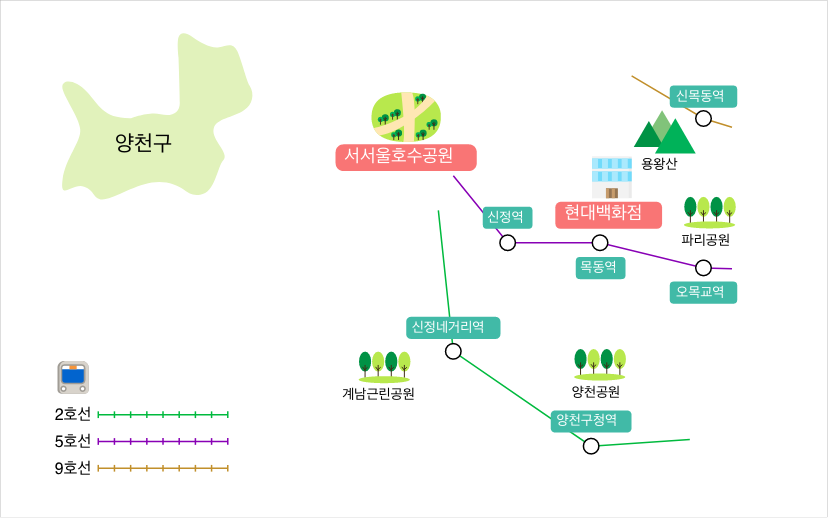 양천구
서서울호수공원
신목동역
용왕산
현대백화점
신정역
파리공원
목동역
오목교역
신정네거리역
계남근린공원
양천공원
양천구청역
2호선
5호선
9호선